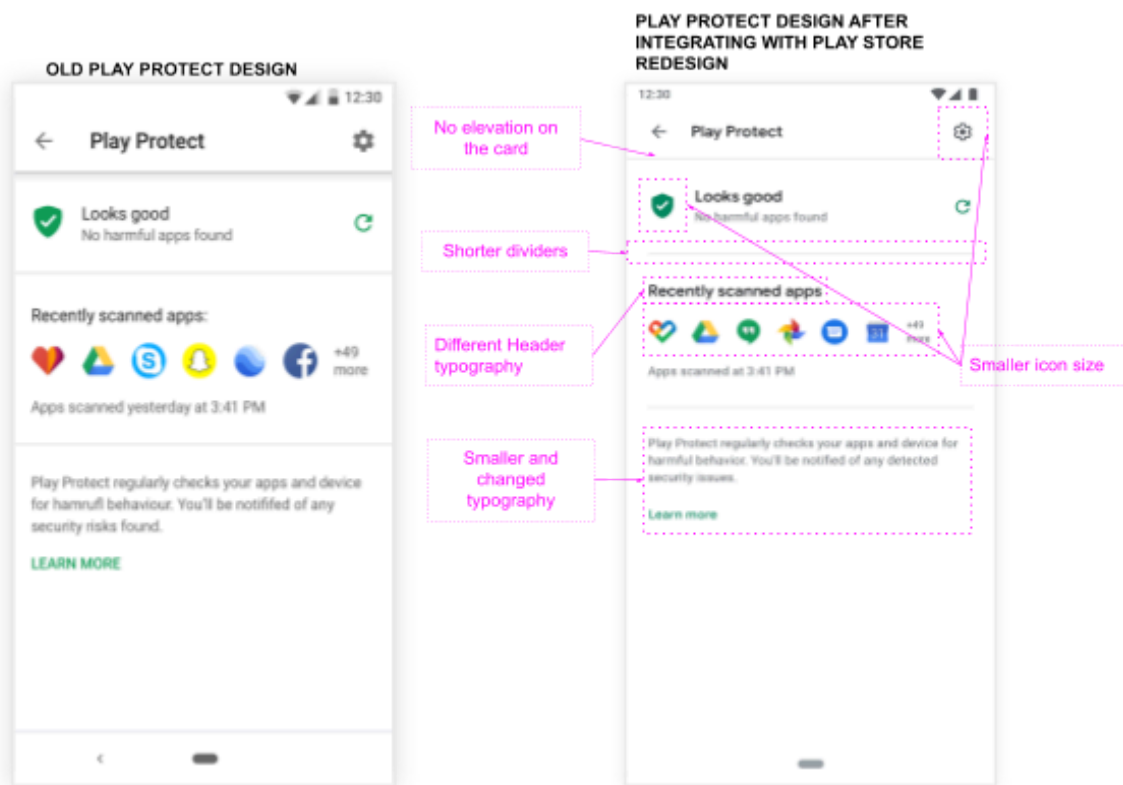 OLD PLAY PROTECT DESIGN
12:30
Play Protect
Looks good
No harmful apps found
Recently scanned apps:
+49
more
Apps scanned yesterday at 3:41 PM
Play Protect regularly checks your apps and device
for hamrufl behaviour. You'll be notififed of any
security risks found.
LEARN MORE
No elevation on
the card
Shorter dividers
Different Header
typography
Smaller and
changed
typography
PLAY PROTECT DESIGN AFTER
INTEGRATING WITH PLAY STORE
REDESIGN
12:30
Play Protect
Looks good
No harmful apps found
Recently scanned apps
31
+49
more
Apps scanned at 3:41 PM
Play Protect regularly checks your apps and device for
harmful behavior. You'll be notified of any detected
security issues.
Learn more
Smaller icon size